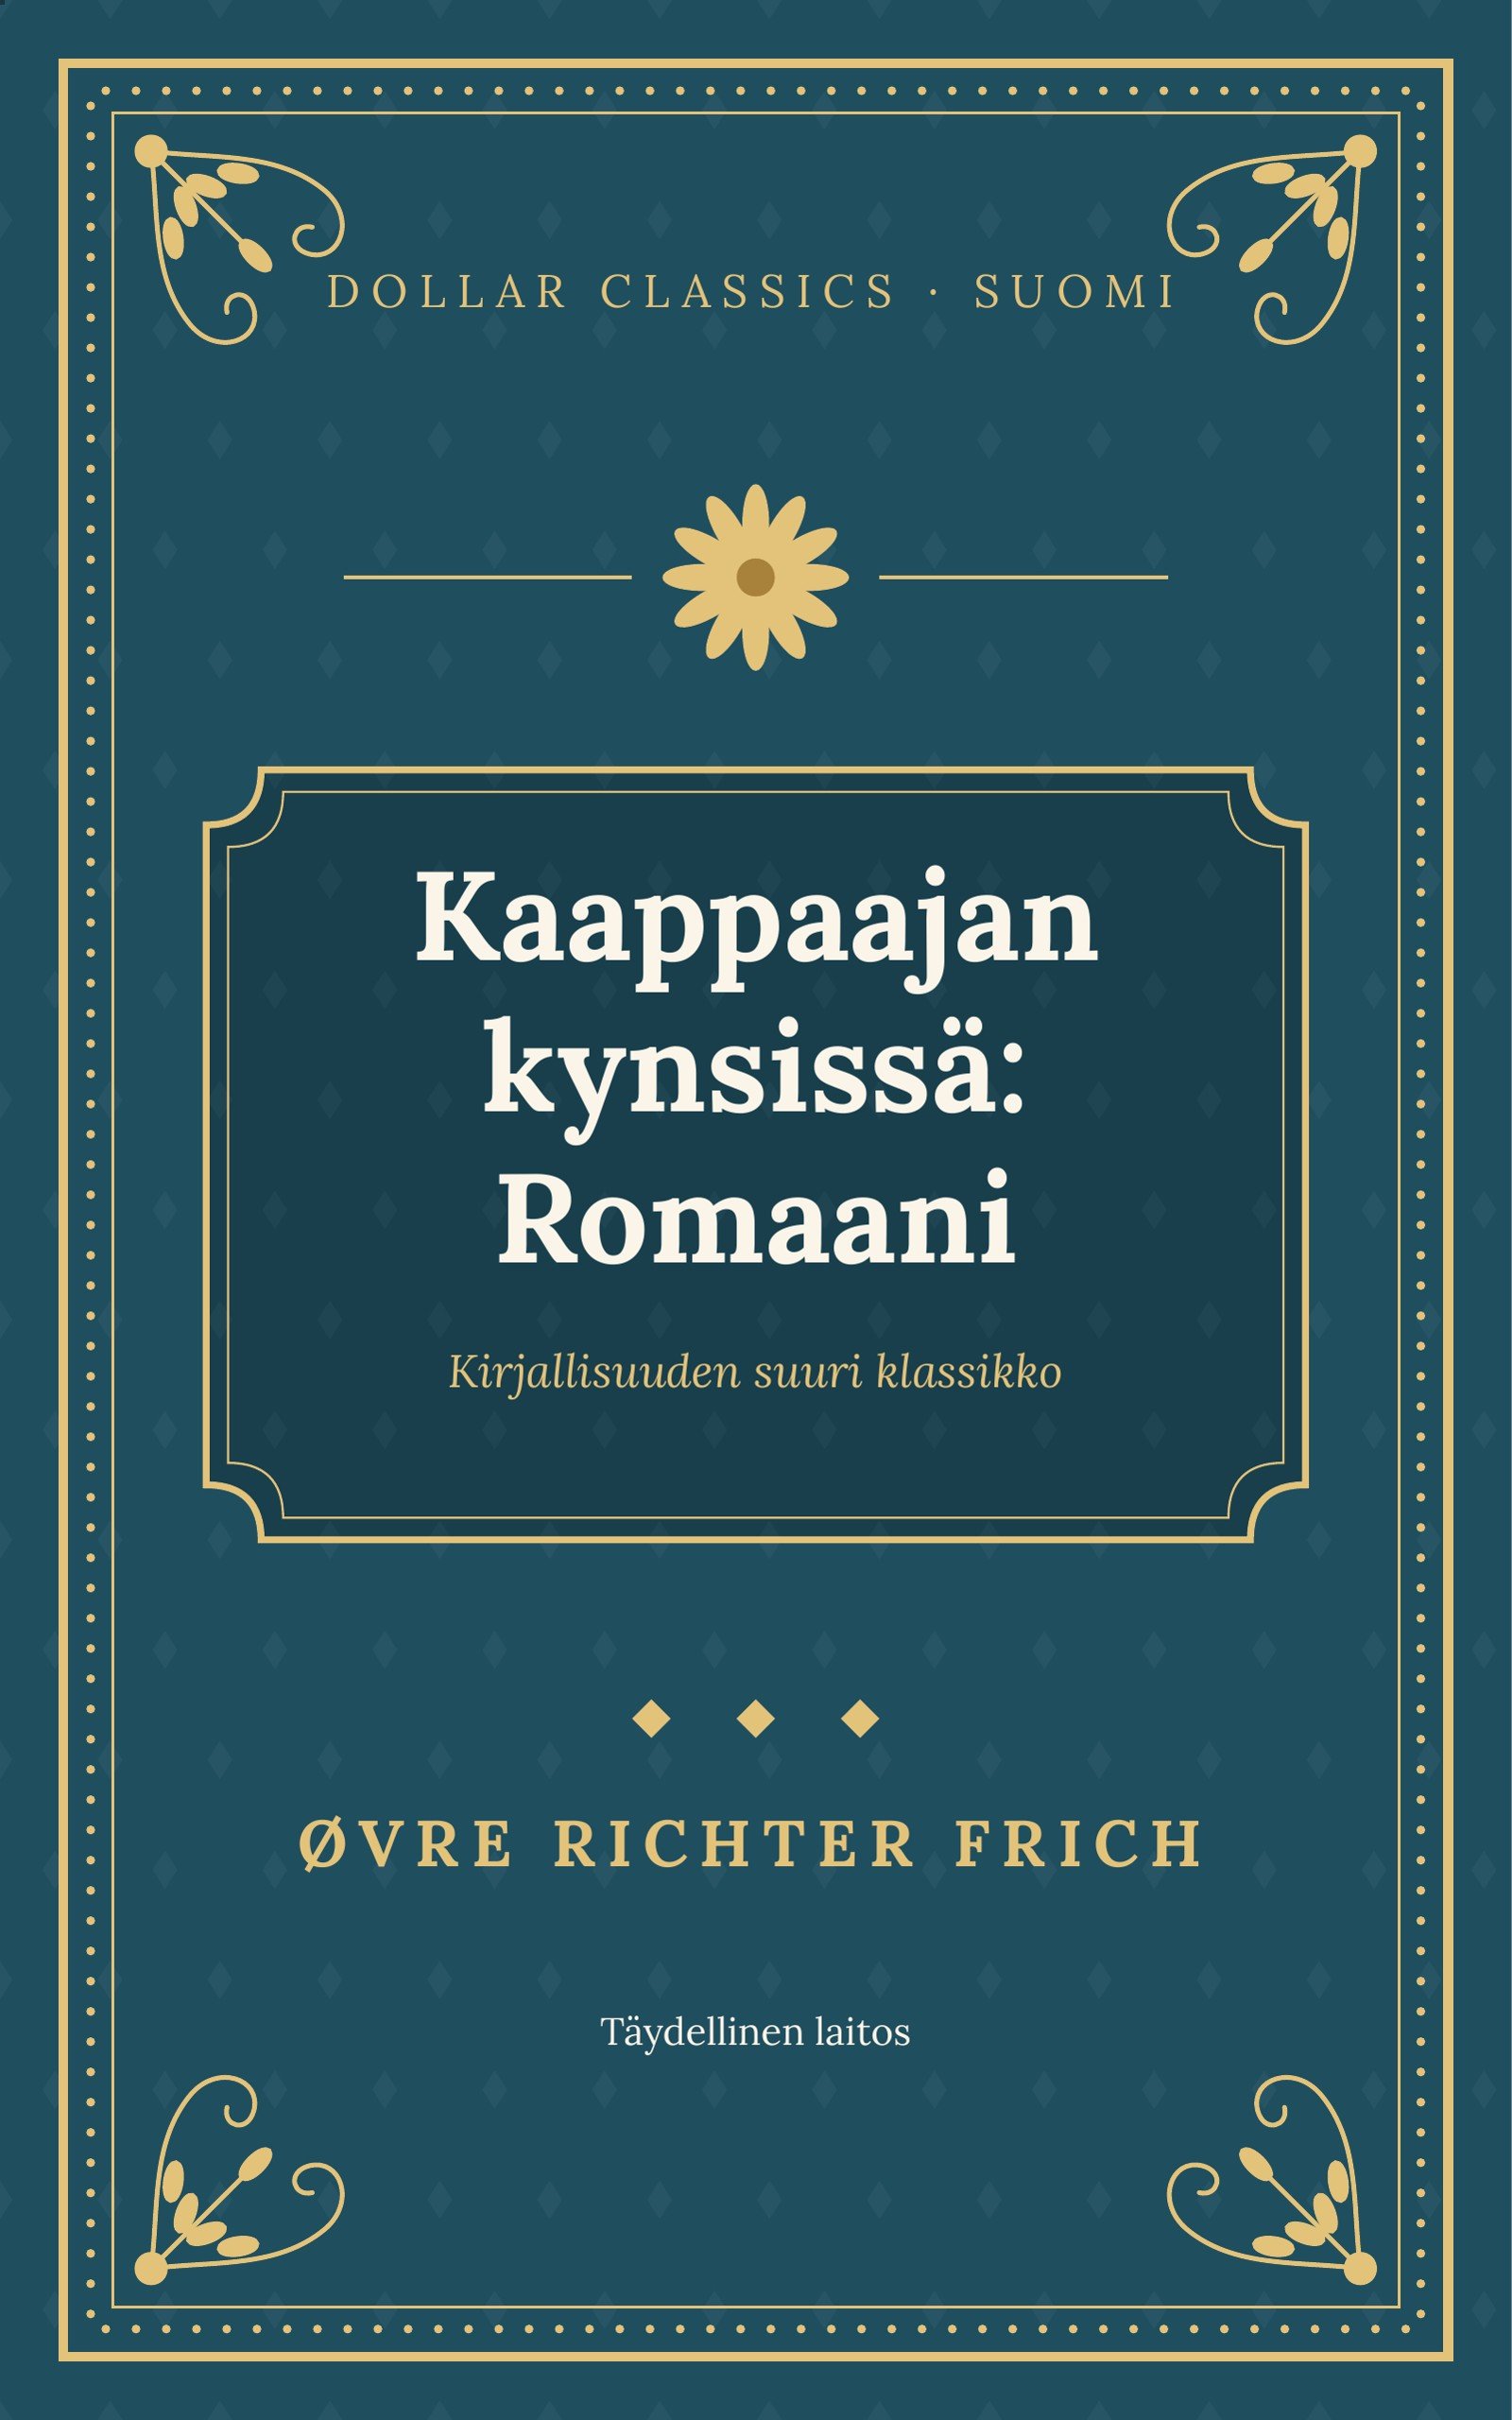 DOLLAR CLASSICS · SUOMI
Kaappaajan
kynsissä:
Romaani
Kirjallisuuden suuri klassikko
ØVRE RICHTER FRICH
Täydellinen laitos